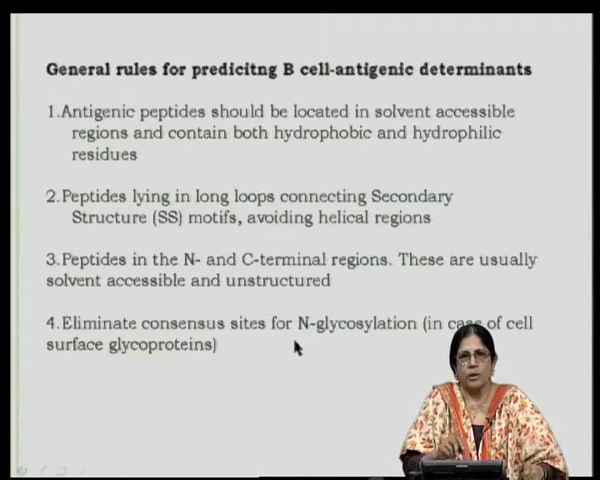 General rules for predicitng B cell-antigenic determinants
1.Antigenic peptides should be located in solvent accessible
regions and contain both hydrophobic and hydrophilic
residues
2.Peptides lying in long loops connecting Secondary
Structure (SS) motifs, avoiding helical regions
3.Peptides in the N- and C-terminal regions. These are usually
solvent accessible and unstructured
4.Eliminate consensus sites for N-glycosylation (in case of cell
surface glycoproteins)